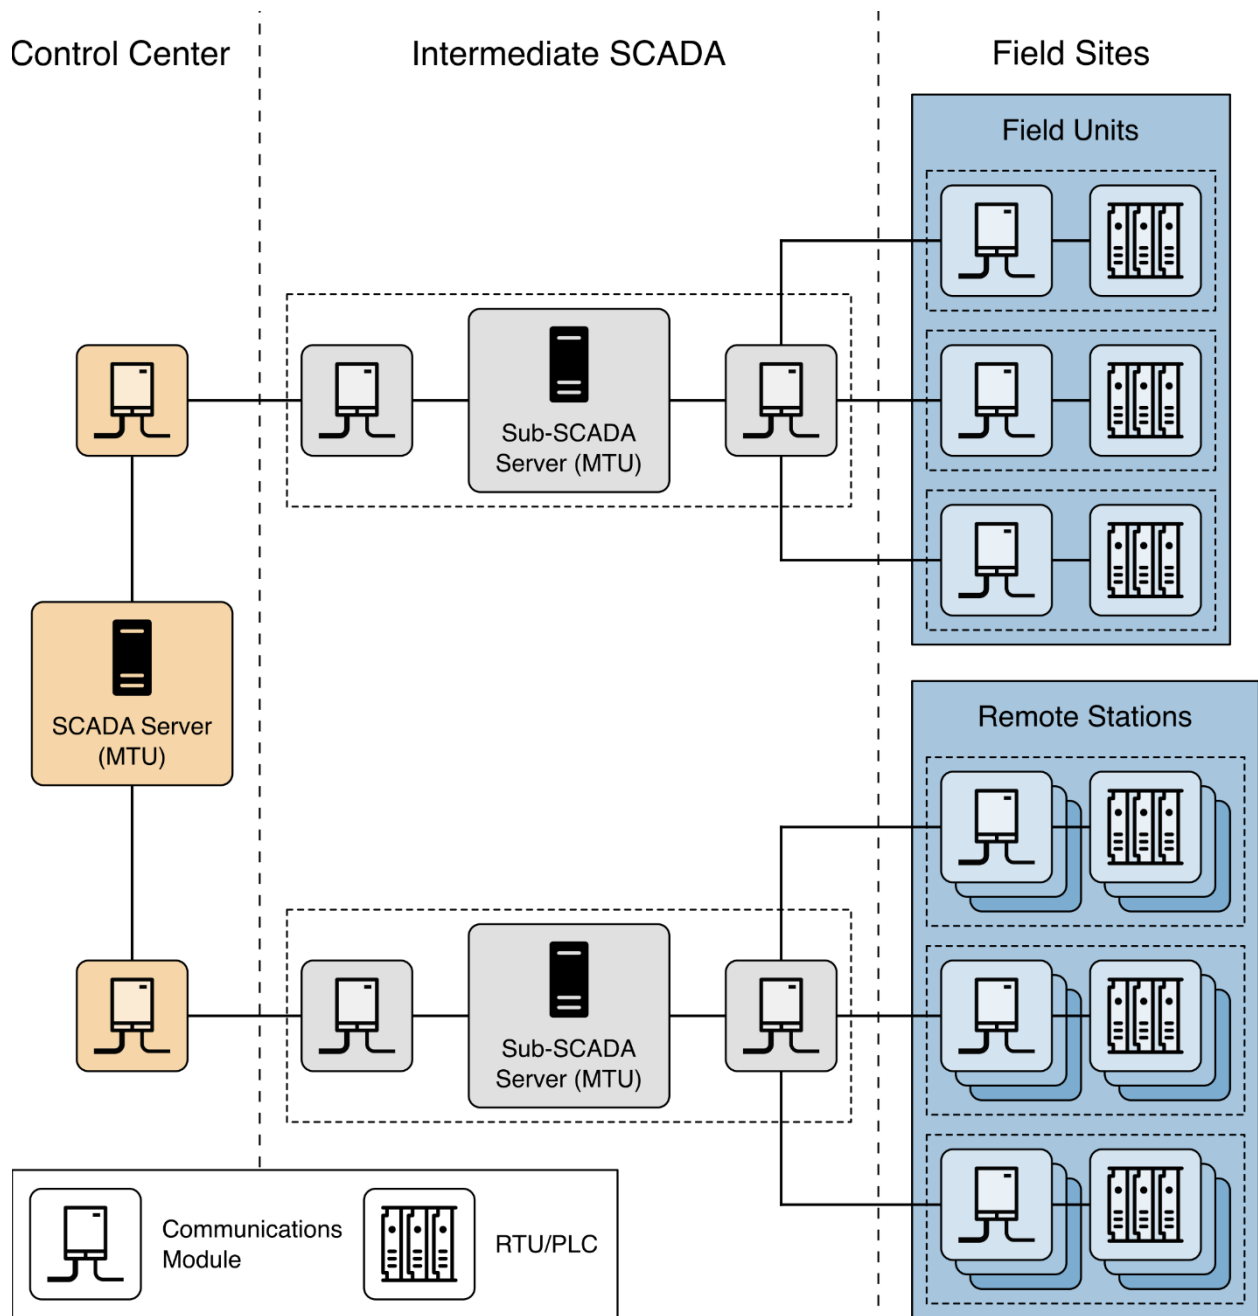 Control Center
Intermediate SCADA
Field Sites
Field Units
Sub-SCADA
Server (MTU)
SCADA Server
(MTU)
Remote Stations
Sub-SCADA
Server (MTU)
Communications
Module
RTU/PLC